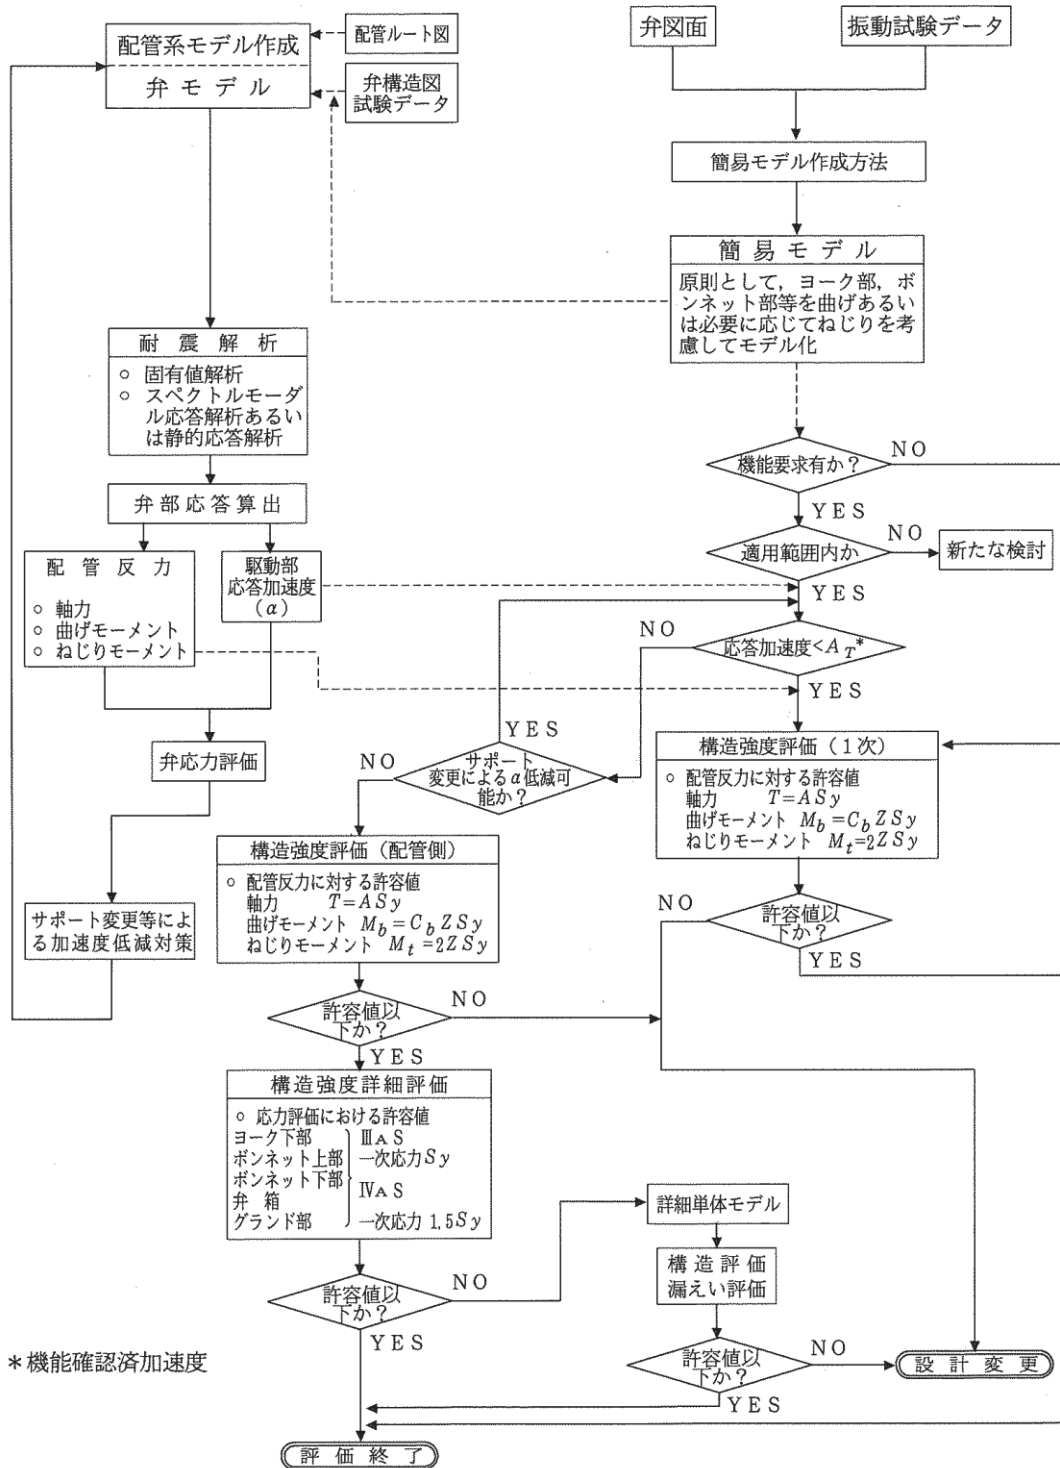 配管系モデル作成
弁モデル
配管ルート図
弁構造図
試験データ
弁図面
振動試験データ
簡易モデル作成方法
簡易モデル
原則として，ヨーク部，ボ
ンネット部等を曲げあるい
は必要に応じてねじりを考
慮してモデル化
耐震解析
○ 固有値解析
○ スペクトルモーダ
ル応答解析あるい
は静的応答解析
弁部応答算出
配管反力
○ 軸力
○ 曲げモーメント
○ ねじりモーメント
駆動部
応答加速度
(α)
弁応力評価
サポート変更等によ
る加速度低減対策
機能要求有か？
NO
YES
適用範囲内か
NO
新たな検討
YES
応答加速度<A_T*
NO
YES
サポート
変更によるα低減可
能か？
YES
NO
構造強度評価（1次）
○ 配管反力に対する許容値
軸力 T=ASy
曲げモーメント M_b=C_b ZSy
ねじりモーメント M_t=2ZSy
許容値以
下か？
NO
YES
構造強度評価（配管側）
○ 配管反力に対する許容値
軸力 T=ASy
曲げモーメント M_b=C_b ZSy
ねじりモーメント M_t=2ZSy
許容値以
下か？
NO
YES
構造強度詳細評価
○ 応力評価における許容値
ヨーク下部 ⅢAS
ボンネット上部 一次応力Sy
ボンネット下部
弁箱 ⅣAS
グランド部 一次応力 1.5Sy
許容値以
下か？
NO
YES
詳細単体モデル
構造評価
漏えい評価
許容値以
下か？
NO
YES
設計変更
評価終了
*機能確認済加速度